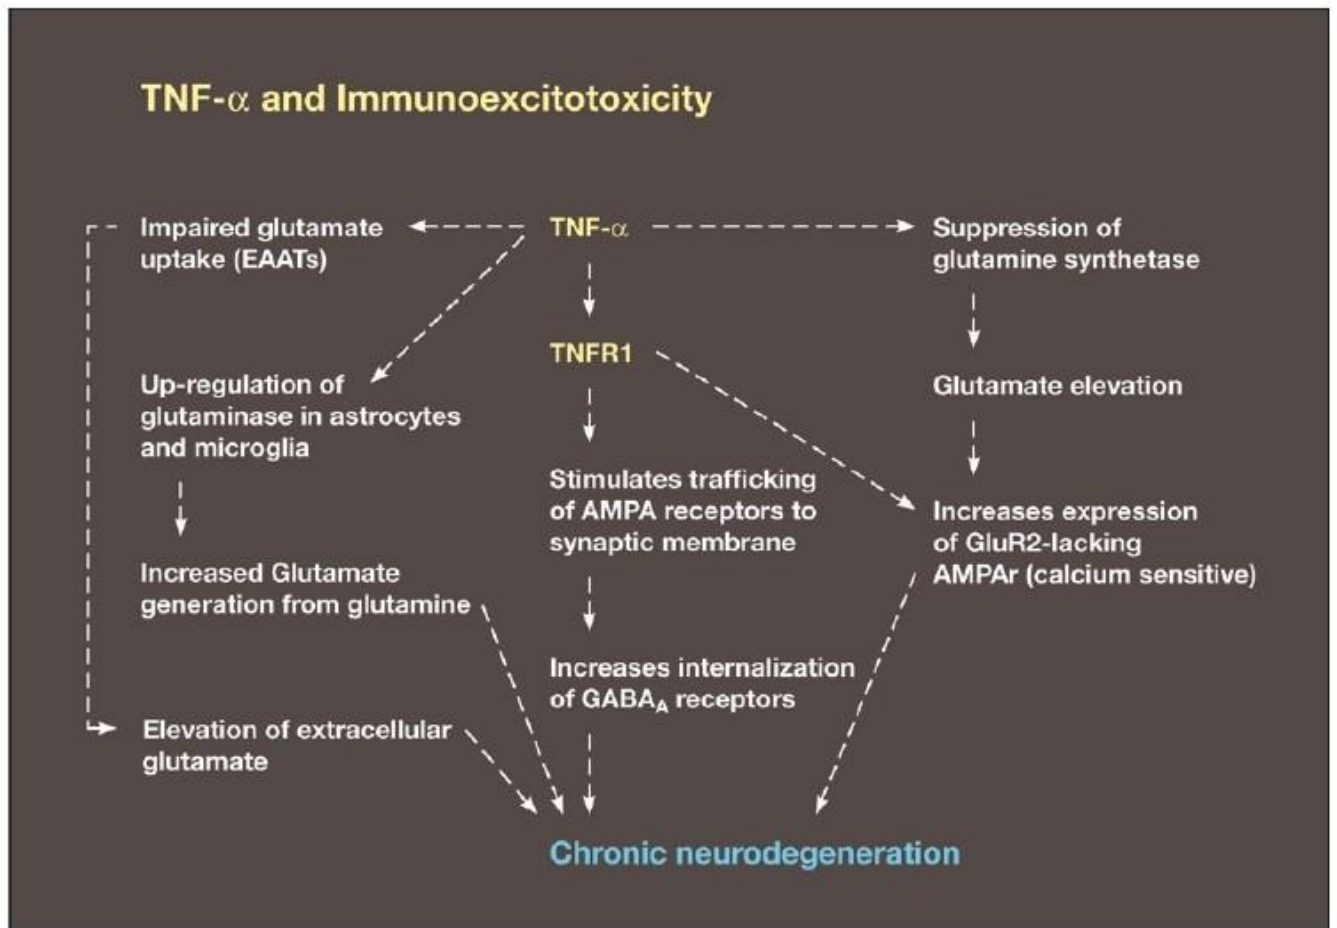 TNF-α and Immunoexcitotoxicity
Impaired glutamate
uptake (EAATs)
TNF-α
Suppression of
glutamine synthetase
TNFR1
Up-regulation of
glutaminase in astrocytes
and microglia
Glutamate elevation
Stimulates trafficking
of AMPA receptors to
synaptic membrane
Increases expression
of GluR2-lacking
AMPAr (calcium sensitive)
Increased Glutamate
generation from glutamine
Increases internalization
of GABA_A receptors
Elevation of extracellular
glutamate
Chronic neurodegeneration